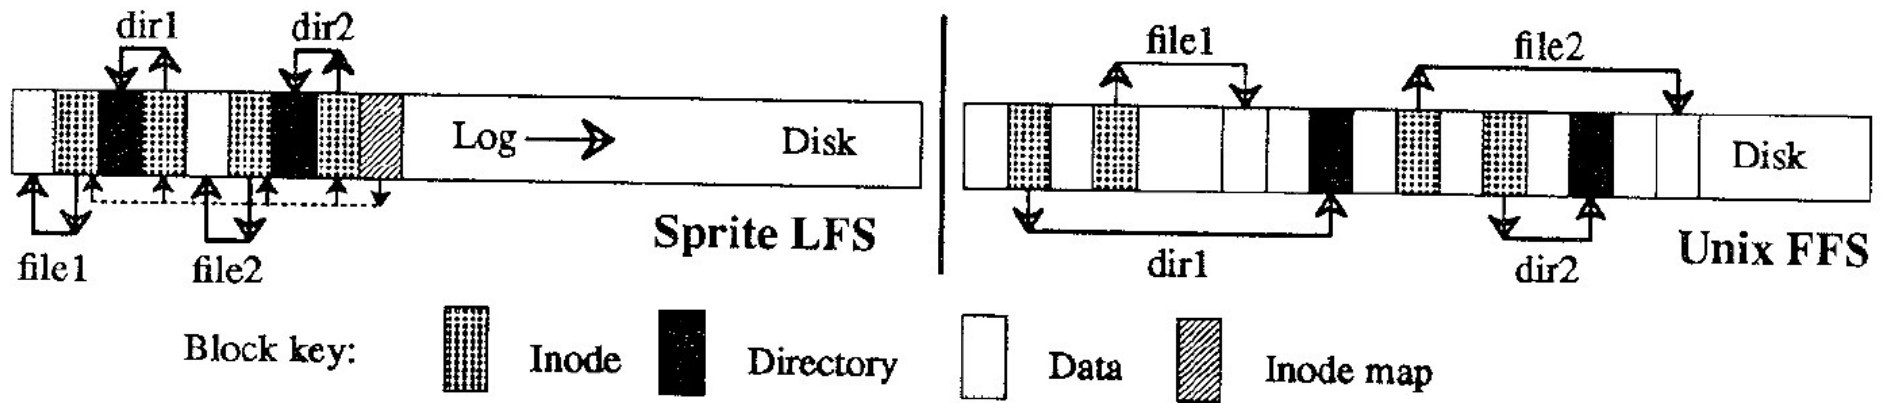 dir1
dir2
Log
Disk
Sprite LFS
file1
file2
file1
file2
Disk
dir1
dir2
Unix FFS
Block key:
Inode
Directory
Data
Inode map